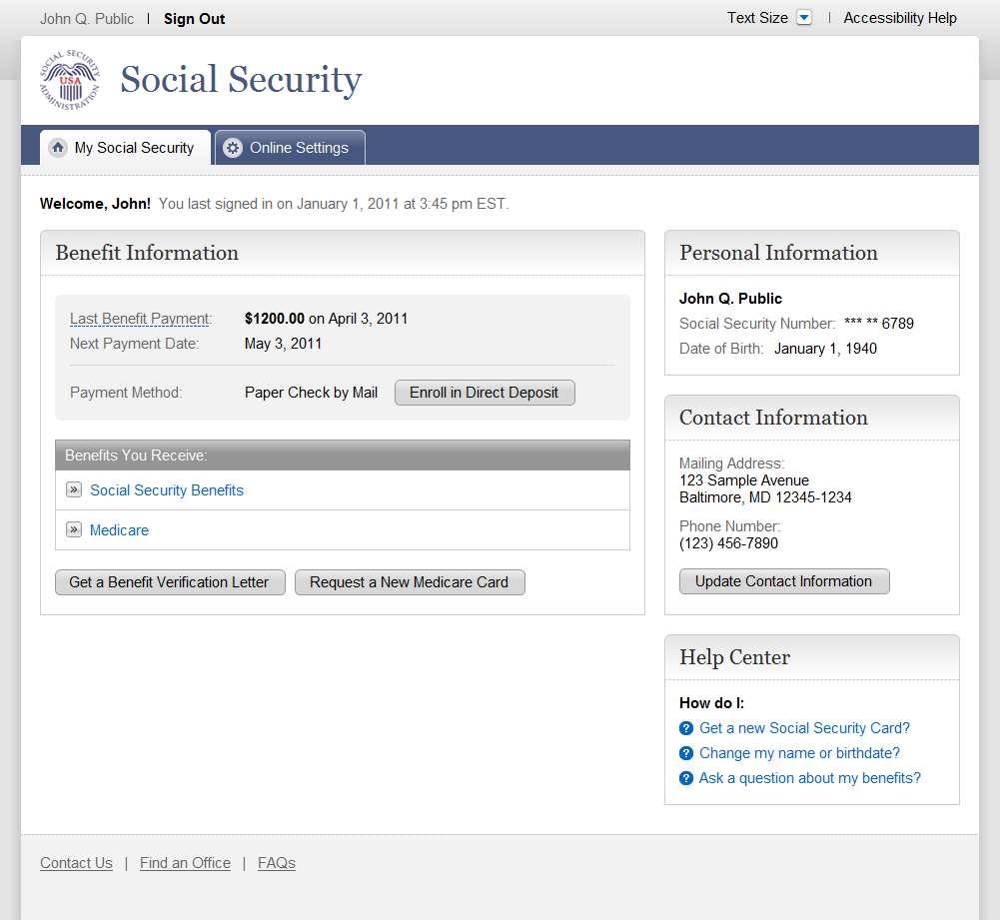 John Q. Public | Sign Out
Text Size | Accessibility Help
SOCIAL SECURITY ADMINISTRATION
USA
Social Security
My Social Security
Online Settings
Welcome, John! You last signed in on January 1, 2011 at 3:45 pm EST.
Benefit Information
Last Benefit Payment: $1200.00 on April 3, 2011
Next Payment Date: May 3, 2011
Payment Method: Paper Check by Mail Enroll in Direct Deposit
Benefits You Receive:
Social Security Benefits
Medicare
Get a Benefit Verification Letter Request a New Medicare Card
Personal Information
John Q. Public
Social Security Number: *** ** 6789
Date of Birth: January 1, 1940
Contact Information
Mailing Address:
123 Sample Avenue
Baltimore, MD 12345-1234
Phone Number:
(123) 456-7890
Update Contact Information
Help Center
How do I:
Get a new Social Security Card?
Change my name or birthdate?
Ask a question about my benefits?
Contact Us | Find an Office | FAQs